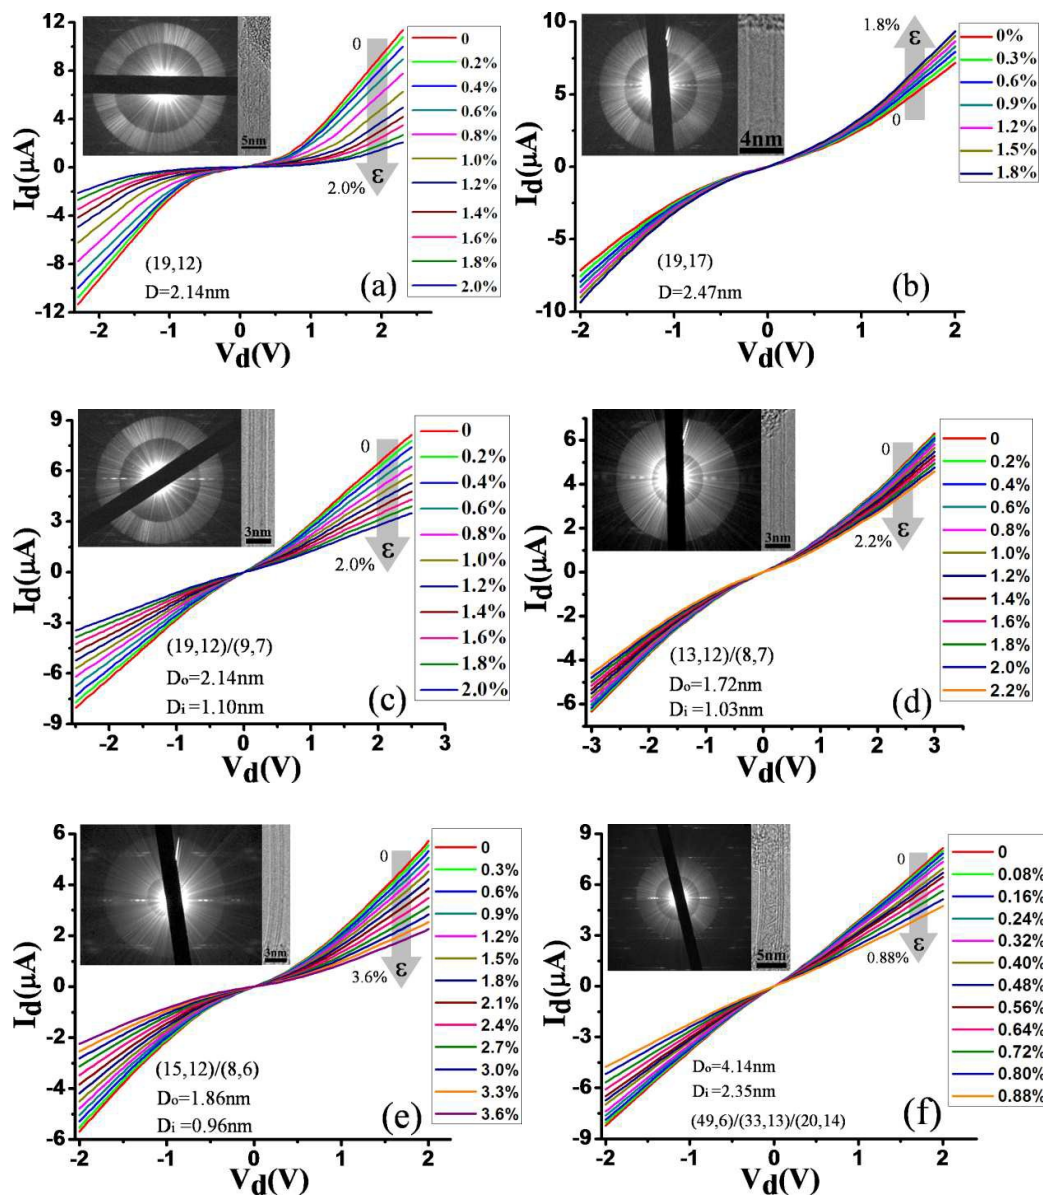 12
8
4
0
-4
-8
-12
I_d(μA)
-2 -1 0 1 2
V_d(V)
5nm
0
ε
2.0%
(19,12)
D=2.14nm
(a)
0
0.2%
0.4%
0.6%
0.8%
1.0%
1.2%
1.4%
1.6%
1.8%
2.0%
10
5
0
-5
-10
I_d(μA)
-2 -1 0 1 2
V_d(V)
4nm
1.8%
ε
0
(19,17)
D=2.47nm
(b)
0%
0.3%
0.6%
0.9%
1.2%
1.5%
1.8%
9
6
3
0
-3
-6
-9
I_d(μA)
-2 -1 0 1 2 3
V_d(V)
3nm
0
ε
2.0%
(19,12)/(9,7)
Do=2.14nm
Di=1.10nm
(c)
0
0.2%
0.4%
0.6%
0.8%
1.0%
1.2%
1.4%
1.6%
1.8%
2.0%
6
4
2
0
-2
-4
-6
I_d(μA)
-3 -2 -1 0 1 2 3
V_d(V)
3nm
0
ε
2.2%
(13,12)/(8,7)
Do=1.72nm
Di=1.03nm
(d)
0
0.2%
0.4%
0.6%
0.8%
1.0%
1.2%
1.4%
1.6%
1.8%
2.0%
2.2%
6
4
2
0
-2
-4
-6
I_d(μA)
-2 -1 0 1 2
V_d(V)
3nm
0
ε
3.6%
(15,12)/(8,6)
Do=1.86nm
Di=0.96nm
(e)
0
0.3%
0.6%
0.9%
1.2%
1.5%
1.8%
2.1%
2.4%
2.7%
3.0%
3.3%
3.6%
9
6
3
0
-3
-6
-9
I_d(μA)
-2 -1 0 1 2
V_d(V)
5nm
0
ε
0.88%
Do=4.14nm
Di=2.35nm
(49,6)/(33,13)/(20,14)
(f)
0
0.08%
0.16%
0.24%
0.32%
0.40%
0.48%
0.56%
0.64%
0.72%
0.80%
0.88%